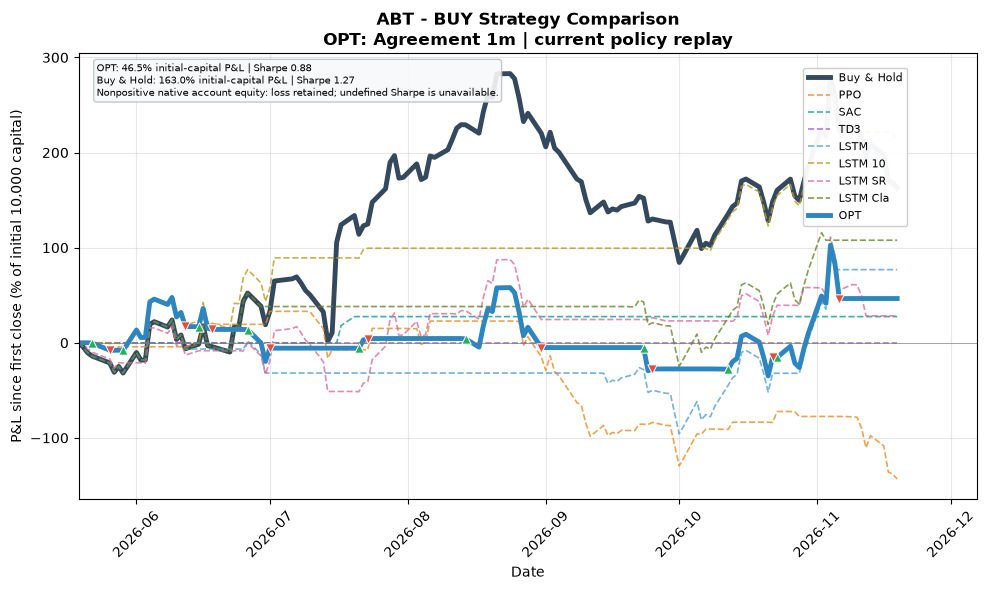 ABT - BUY Strategy Comparison
OPT: Agreement 1m | current policy replay
OPT: 46.5% initial-capital P&L | Sharpe 0.88
Buy & Hold: 163.0% initial-capital P&L | Sharpe 1.27
Nonpositive native account equity: loss retained; undefined Sharpe is unavailable.
Buy & Hold
PPO
SAC
TD3
LSTM
LSTM 10
LSTM SR
LSTM Cla
OPT
P&L since first close (% of initial 10,000 capital)
300
200
100
0
−100
2026-06
2026-07
2026-08
2026-09
2026-10
2026-11
2026-12
Date